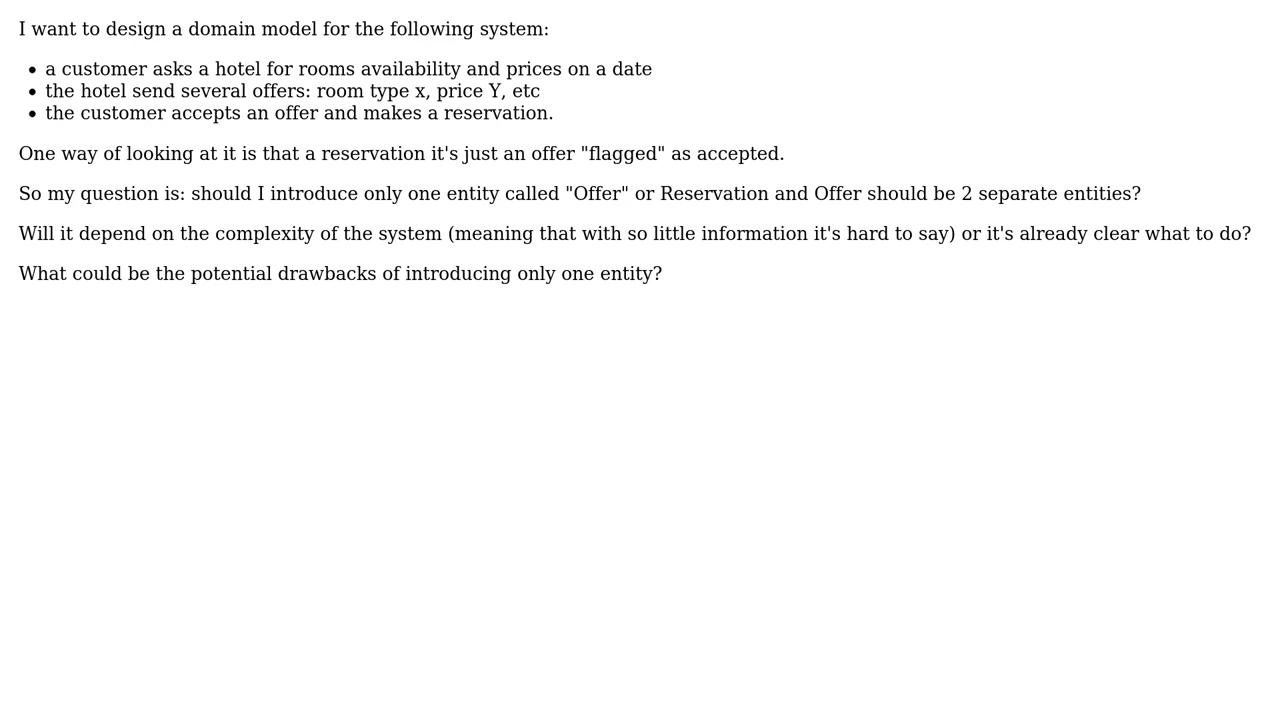 I want to design a domain model for the following system:
• a customer asks a hotel for rooms availability and prices on a date
• the hotel send several offers: room type x, price Y, etc
• the customer accepts an offer and makes a reservation.
One way of looking at it is that a reservation it's just an offer "flagged" as accepted.
So my question is: should I introduce only one entity called "Offer" or Reservation and Offer should be 2 separate entities?
Will it depend on the complexity of the system (meaning that with so little information it's hard to say) or it's already clear what to do?
What could be the potential drawbacks of introducing only one entity?